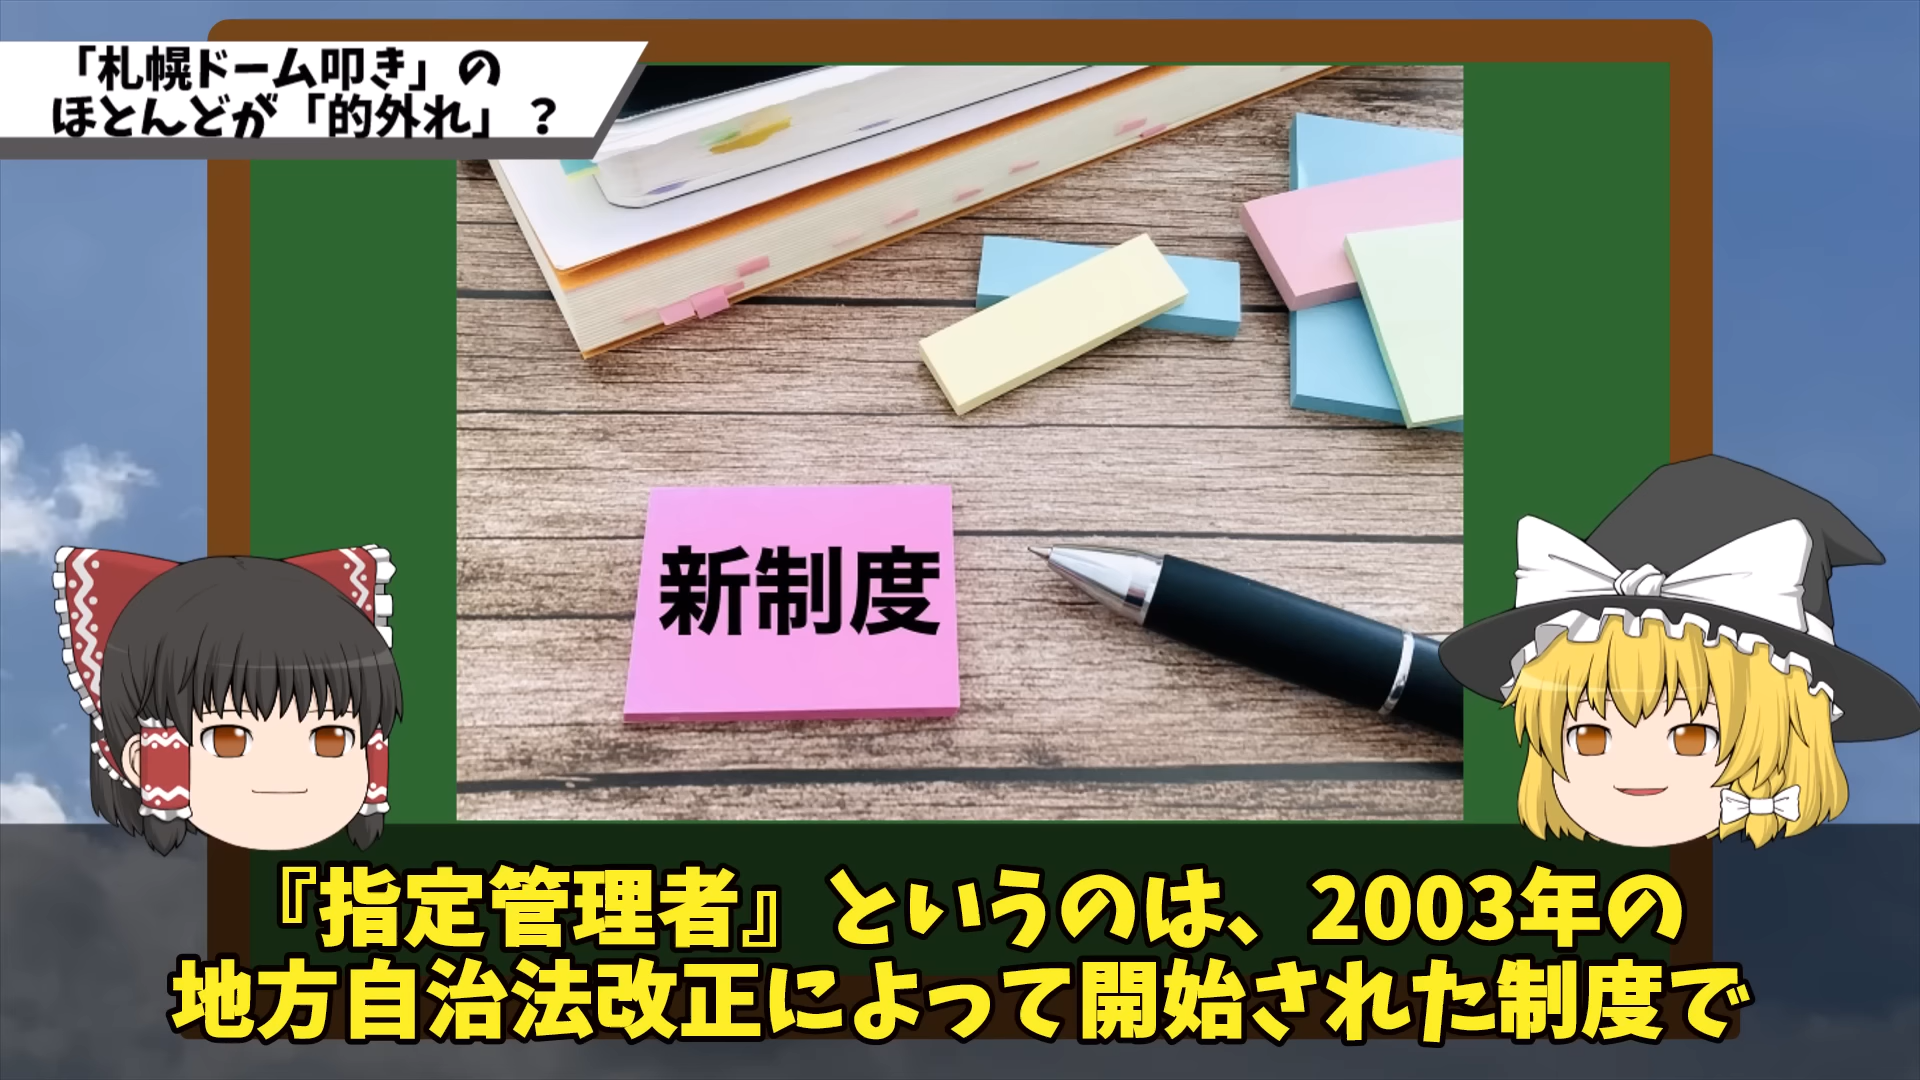 「札幌ドーム叩き」の
ほとんどが「的外れ」？
新制度
『指定管理者』というのは、2003年の
地方自治法改正によって開始された制度で